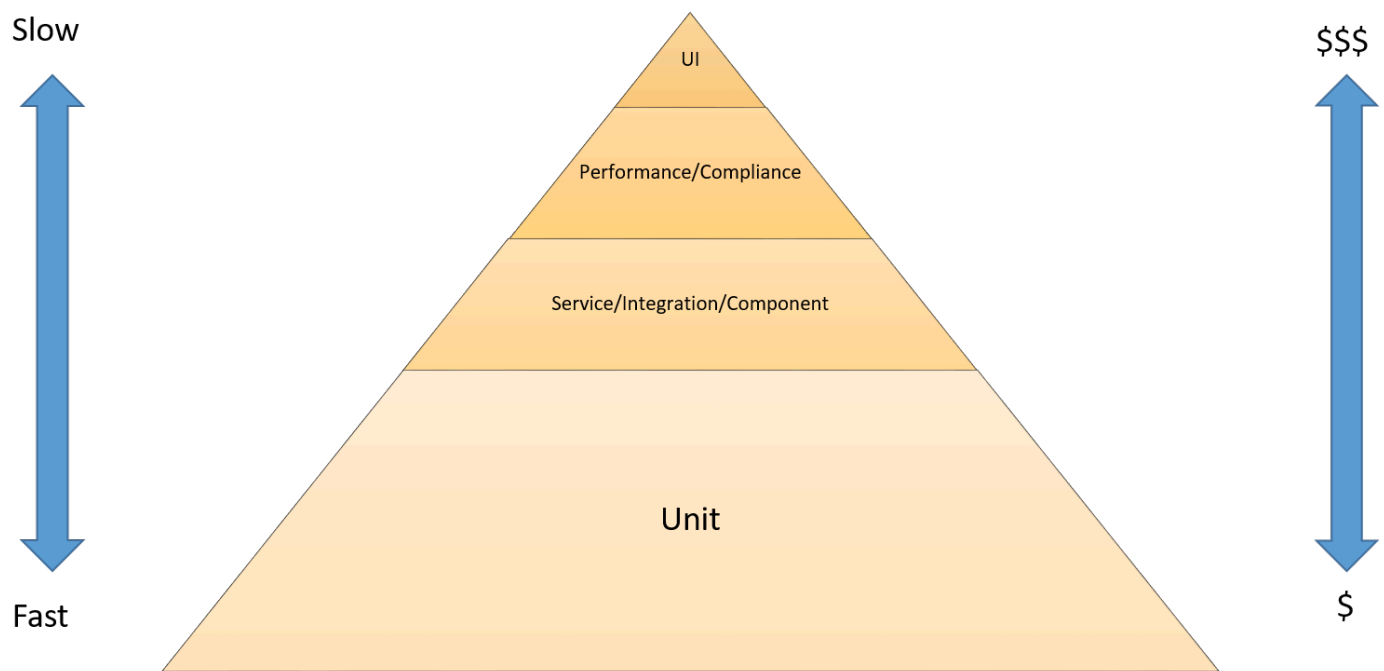 Slow
$$$
UI
Performance/Compliance
Service/Integration/Component
Unit
Fast
$